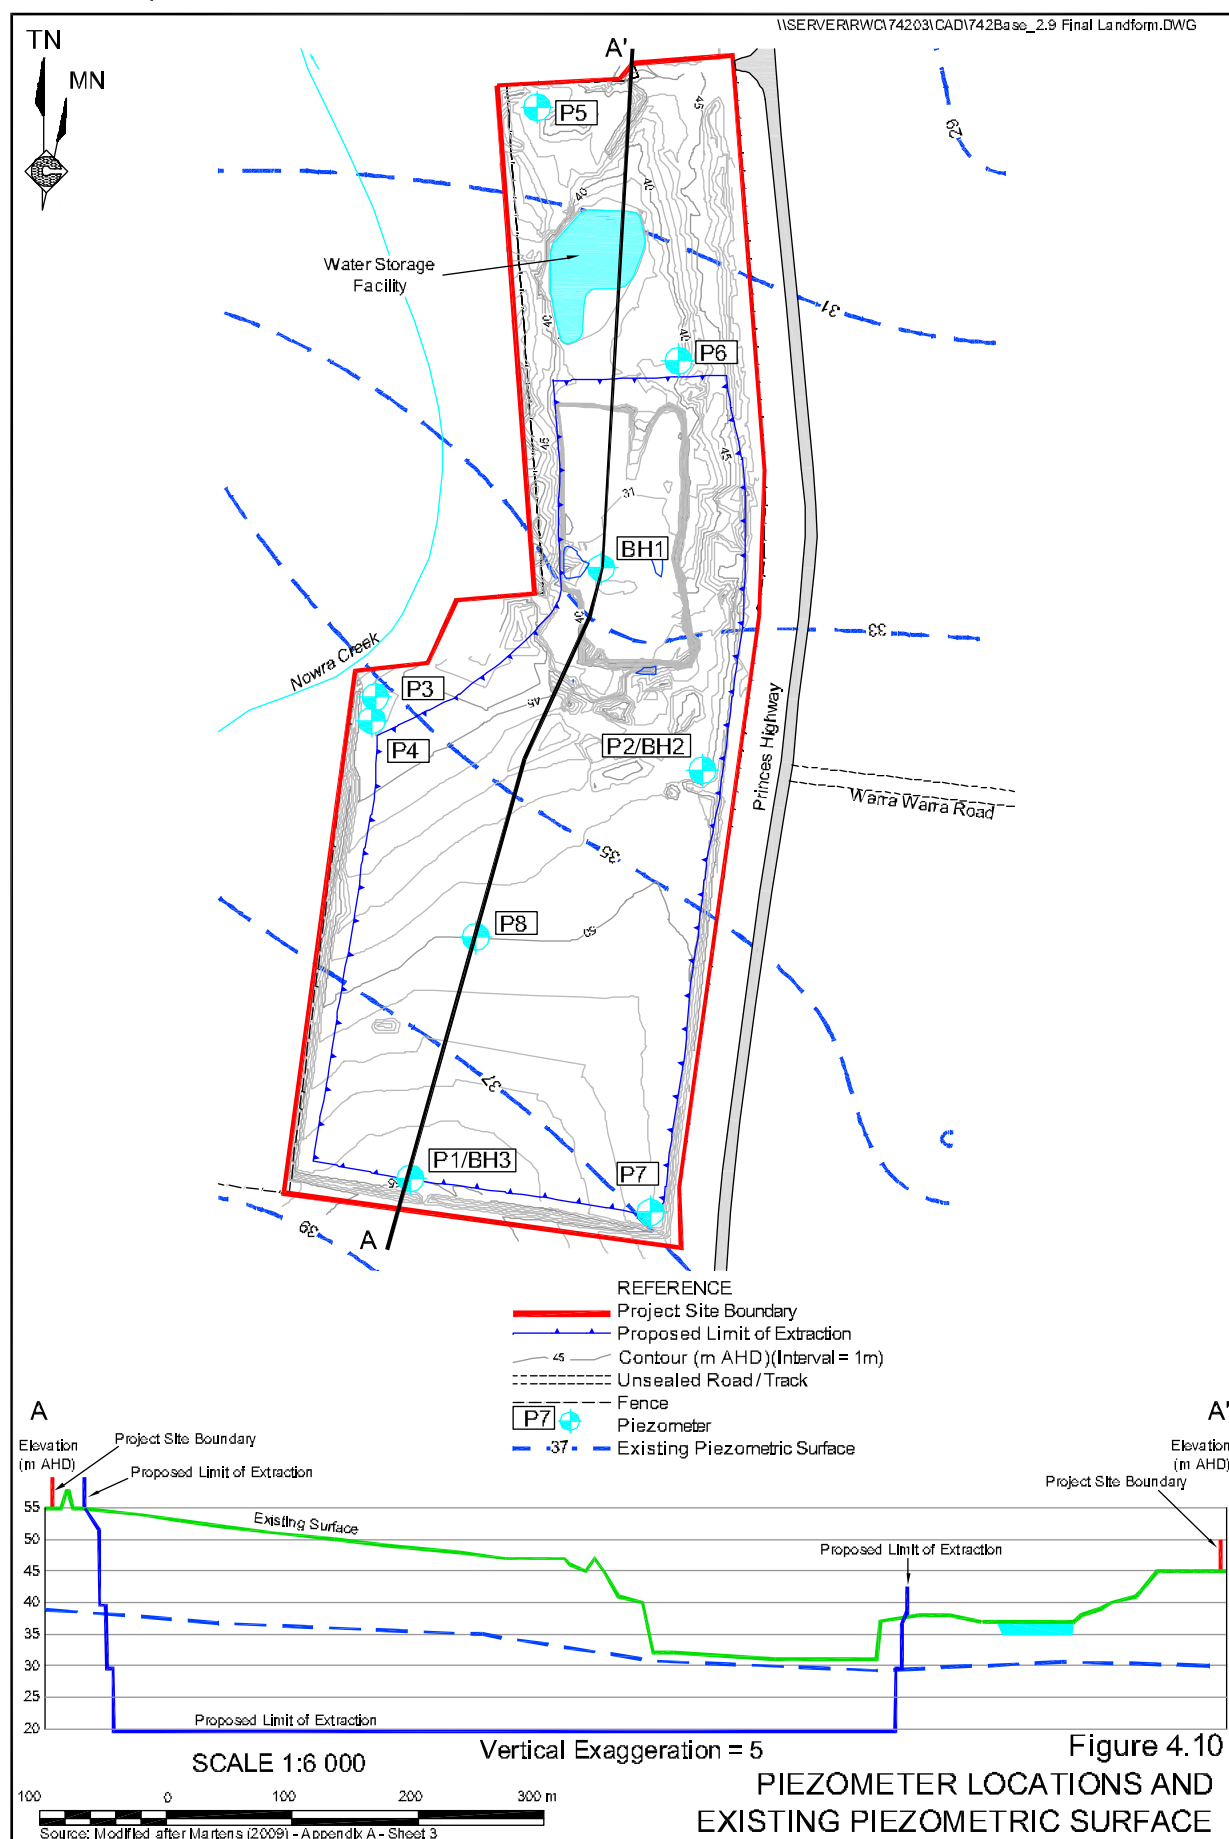 \\SERVER\RWC\74203\CAD\742Base_2.9 Final Landform.DWG
TN
MN
A'
P5
29
45
40
40
Water Storage
Facility
31
40
40
P6
45
45
31
BH1
40
33
Nowra Creek
P3
45
P4
P2/BH2
Princes Highway
Warra Warra Road
35
P8
37
P1/BH3
P7
39
A
REFERENCE
Project Site Boundary
Proposed Limit of Extraction
45 Contour (m AHD)(Interval = 1m)
Unsealed Road / Track
Fence
P7 Piezometer
37 Existing Piezometric Surface
A
A'
Elevation
(m AHD)
Project Site Boundary
Proposed Limit of Extraction
Elevation
(m AHD)
Project Site Boundary
55
Existing Surface
50
Proposed Limit of Extraction
45
40
35
30
25
20
Proposed Limit of Extraction
SCALE 1:6 000
Vertical Exaggeration = 5
Figure 4.10
PIEZOMETER LOCATIONS AND
EXISTING PIEZOMETRIC SURFACE
100 0 100 200 300 m
Source: Modified after Martens (2009) - Appendix A - Sheet 3